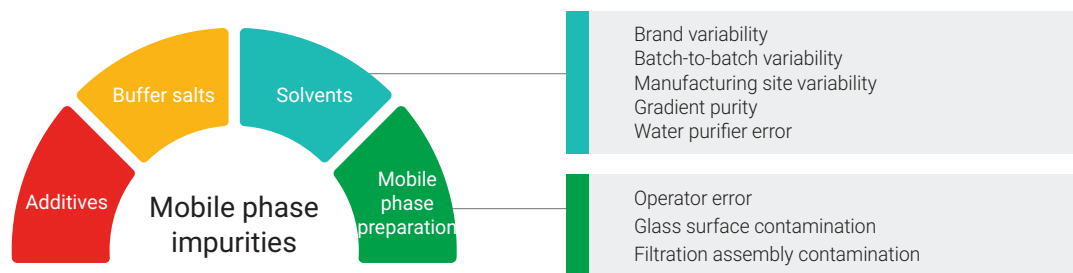 Additives
Buffer salts
Solvents
Mobile
phase
preparation
Mobile phase
impurities
Brand variability
Batch-to-batch variability
Manufacturing site variability
Gradient purity
Water purifier error
Operator error
Glass surface contamination
Filtration assembly contamination